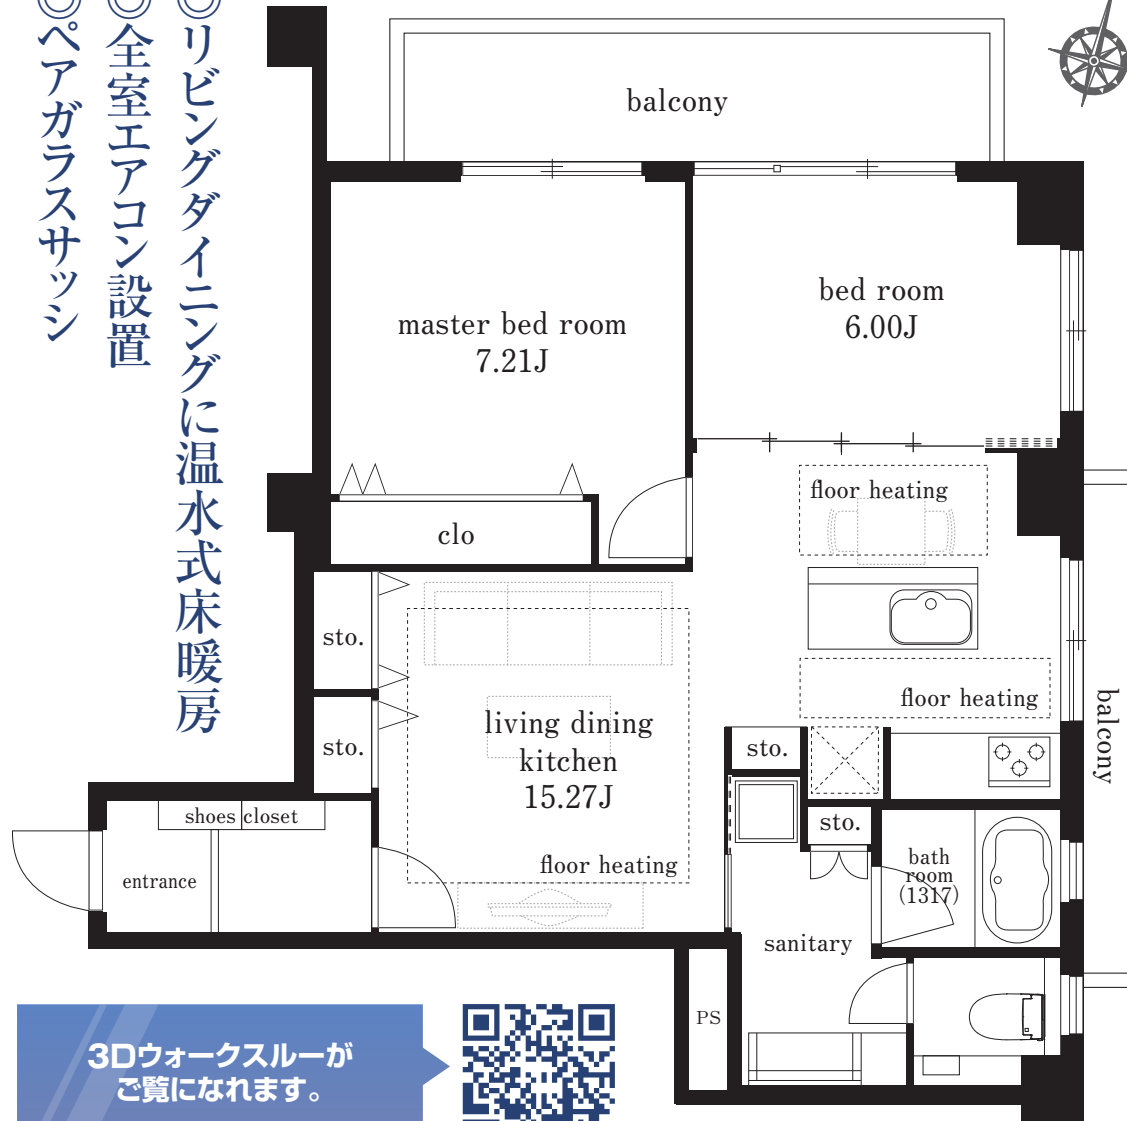 ◎リビングダイニングに温水式床暖房
◎全室エアコン設置
◎ペアガラスサッシ
balcony
master bed room
7.21J
bed room
6.00J
clo
floor heating
sto.
sto.
living dining
kitchen
15.27J
floor heating
floor heating
balcony
sto.
sto.
shoes closet
entrance
bath
room
(1317)
sanitary
PS
3Dウォークスルーが
ご覧になれます。